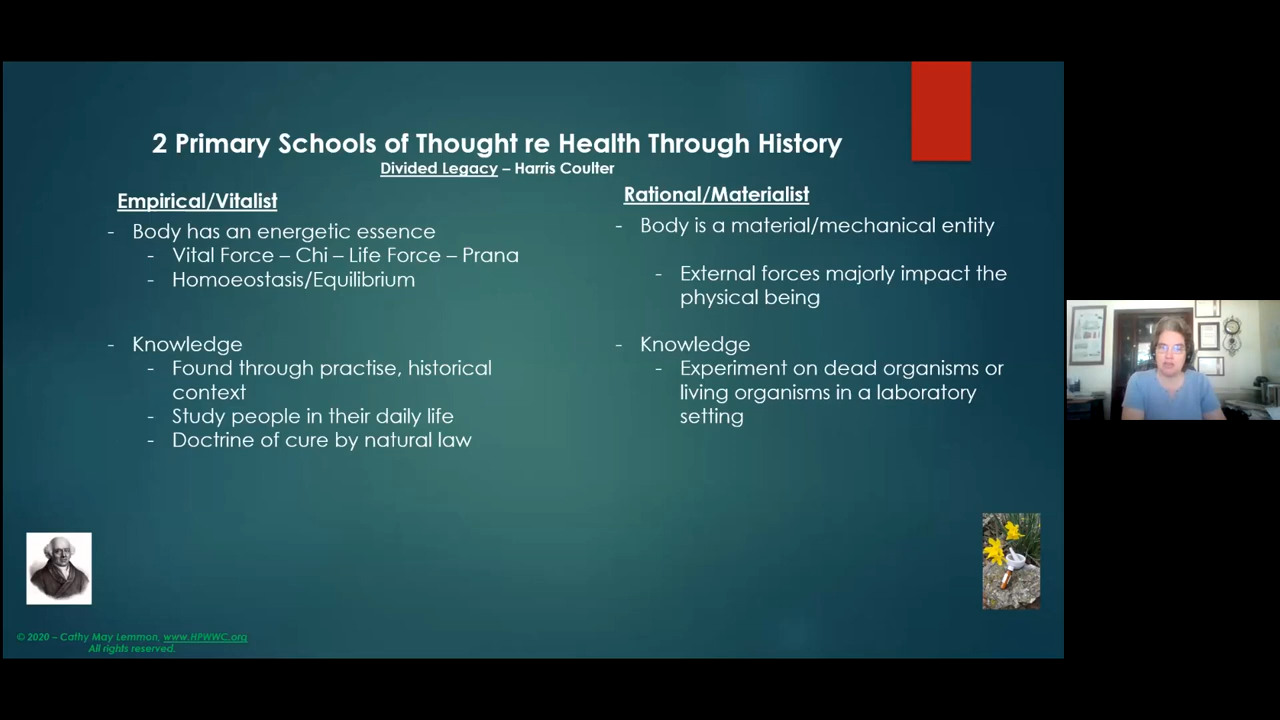 2 Primary Schools of Thought re Health Through History
Divided Legacy – Harris Coulter
Empirical/Vitalist
- Body has an energetic essence
- Vital Force – Chi – Life Force – Prana
- Homoeostasis/Equilibrium
- Knowledge
- Found through practise, historical
context
- Study people in their daily life
- Doctrine of cure by natural law
Rational/Materialist
- Body is a material/mechanical entity
- External forces majorly impact the
physical being
- Knowledge
- Experiment on dead organisms or
living organisms in a laboratory
setting
© 2020 – Cathy May Lemmon, www.HPWWC.org
All rights reserved.